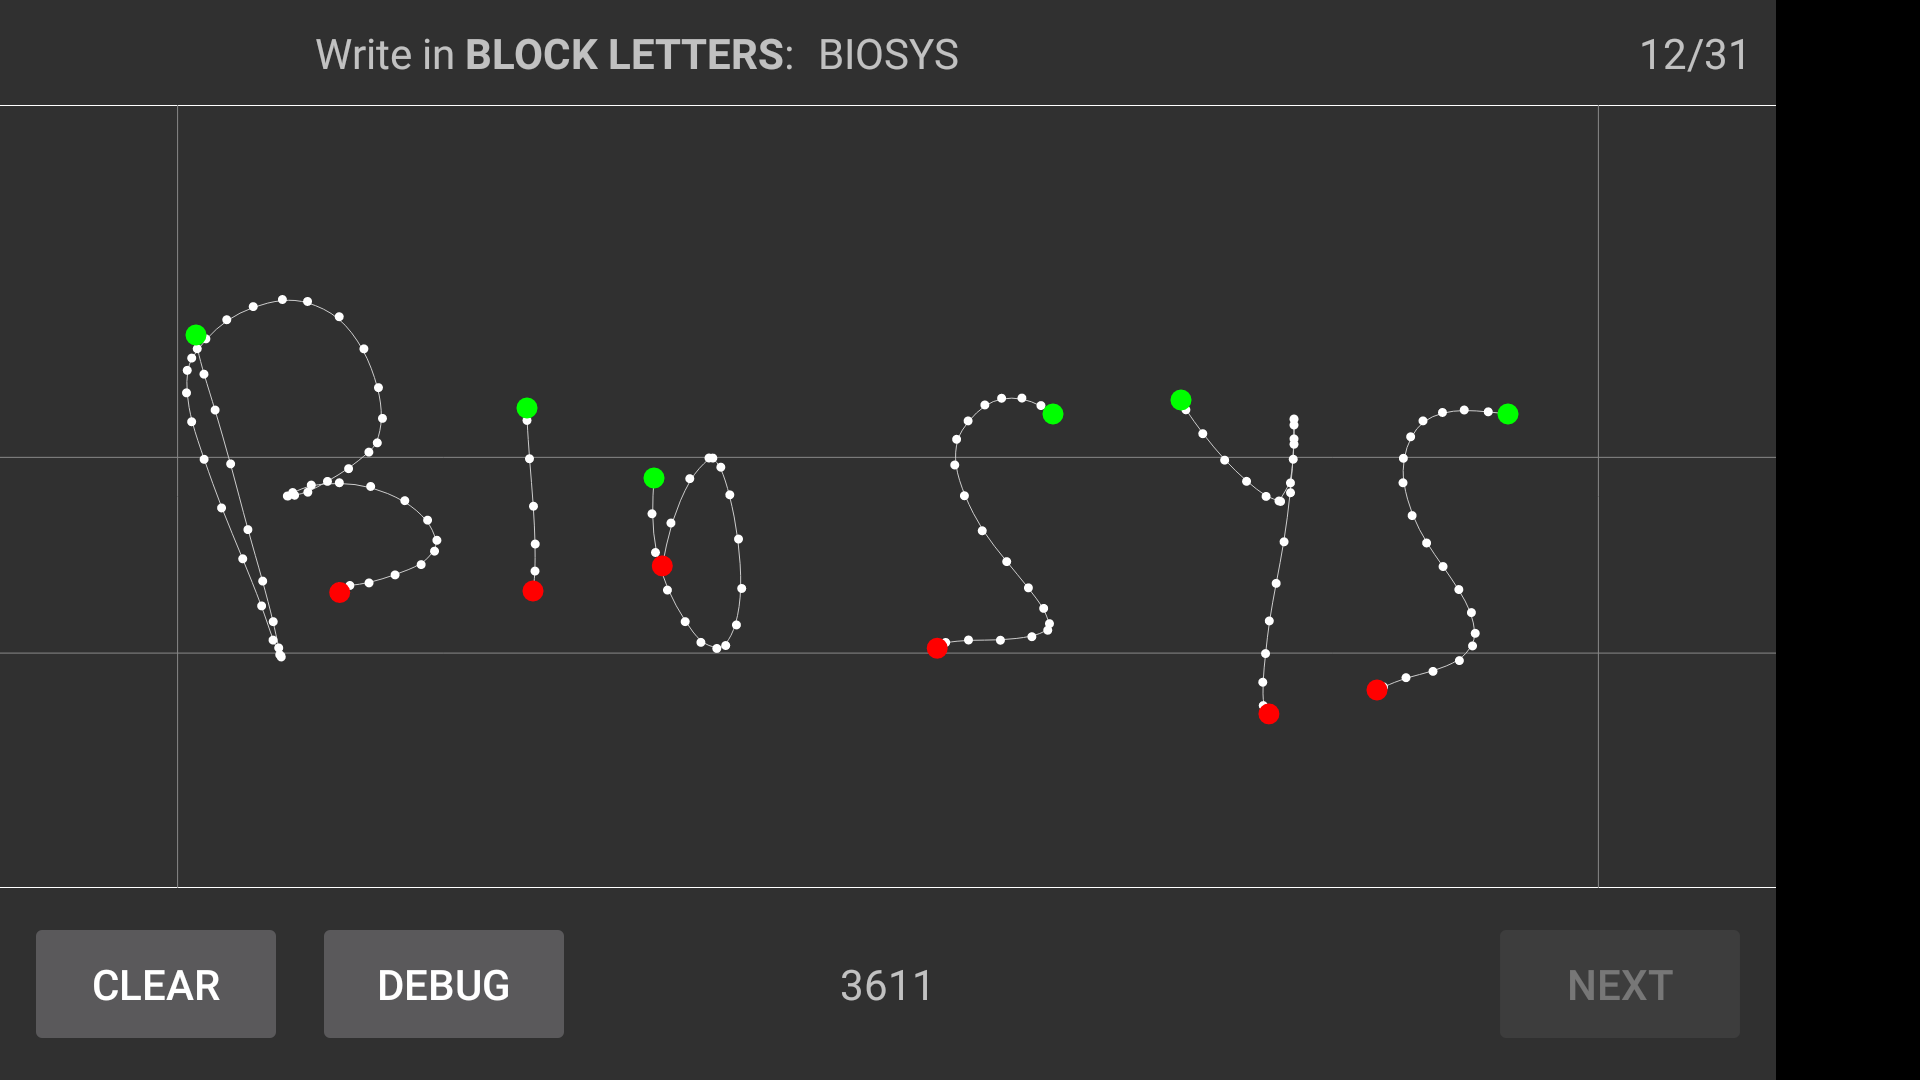 Write in BLOCK LETTERS: BIOSYS 12/31
BIOSYS
CLEAR DEBUG 3611 NEXT